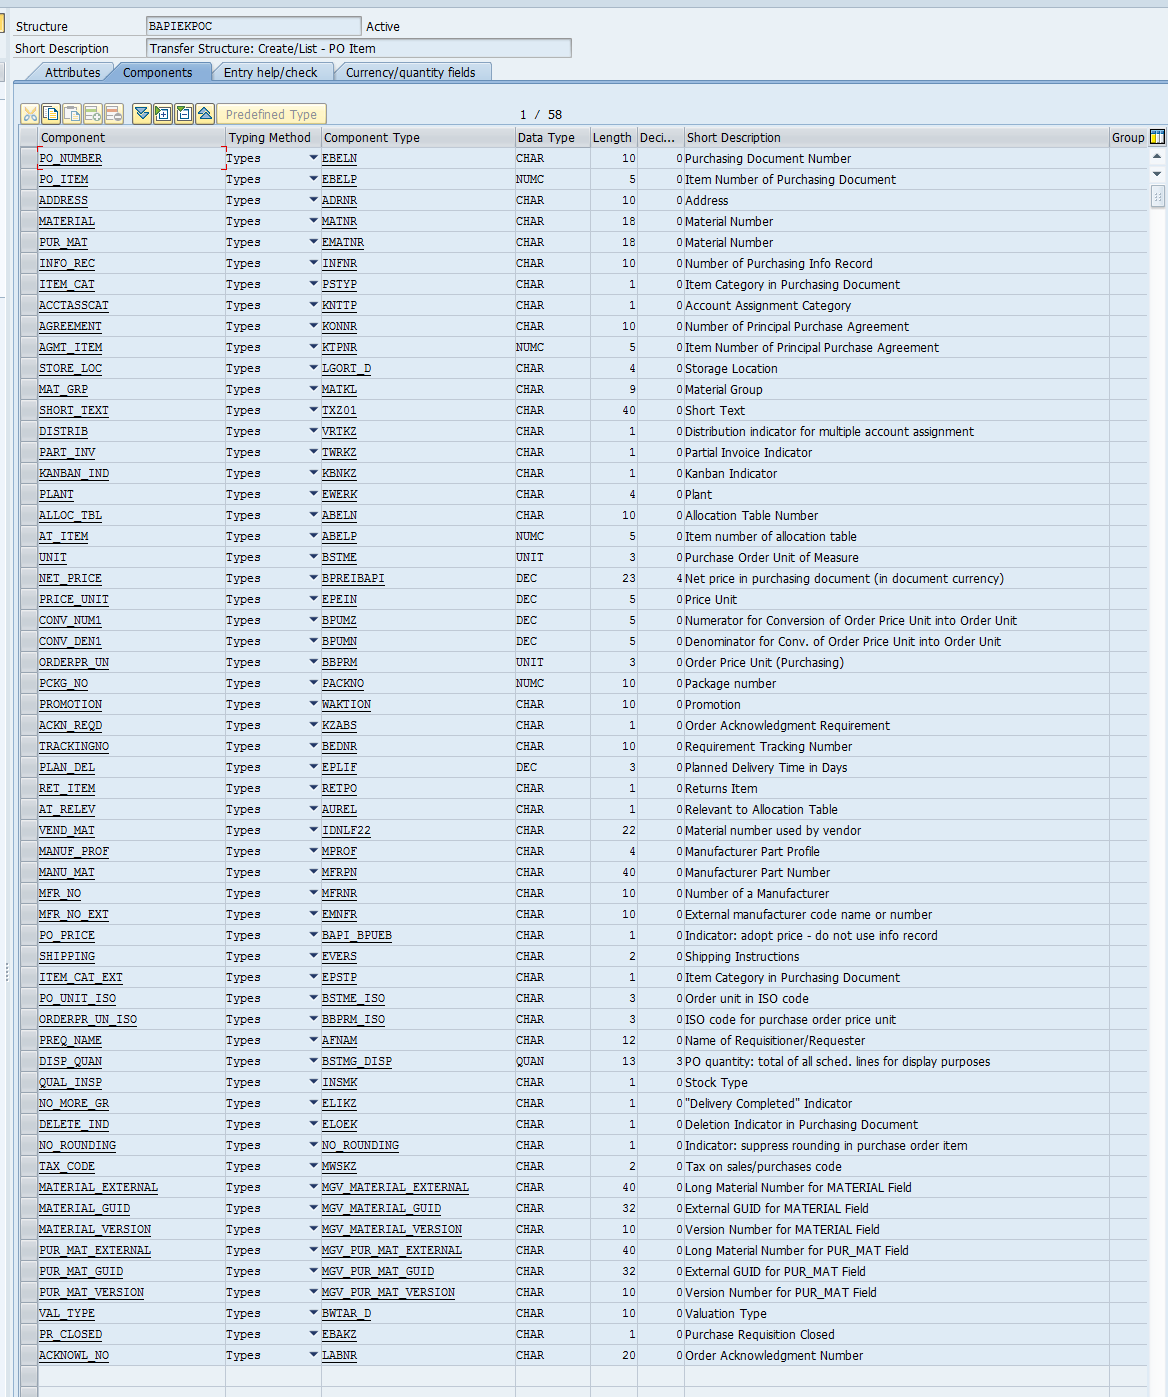 Structure BAPIEKPOC Active
Short Description Transfer Structure: Create/List - PO Item
Attributes Components Entry help/check Currency/quantity fields
Predefined Type 1 / 58
Component Typing Method Component Type Data Type Length Deci... Short Description Group
PO_NUMBER Types EBELN CHAR 10 0 Purchasing Document Number
PO_ITEM Types EBELP NUMC 5 0 Item Number of Purchasing Document
ADDRESS Types ADRNR CHAR 10 0 Address
MATERIAL Types MATNR CHAR 18 0 Material Number
PUR_MAT Types EMATNR CHAR 18 0 Material Number
INFO_REC Types INFNR CHAR 10 0 Number of Purchasing Info Record
ITEM_CAT Types PSTYP CHAR 1 0 Item Category in Purchasing Document
ACCTASSCAT Types KNTTP CHAR 1 0 Account Assignment Category
AGREEMENT Types KONNR CHAR 10 0 Number of Principal Purchase Agreement
AGMT_ITEM Types KTPNR NUMC 5 0 Item Number of Principal Purchase Agreement
STORE_LOC Types LGORT_D CHAR 4 0 Storage Location
MAT_GRP Types MATKL CHAR 9 0 Material Group
SHORT_TEXT Types TXZ01 CHAR 40 0 Short Text
DISTRIB Types VRTKZ CHAR 1 0 Distribution indicator for multiple account assignment
PART_INV Types TWRKZ CHAR 1 0 Partial Invoice Indicator
KANBAN_IND Types KBNKZ CHAR 1 0 Kanban Indicator
PLANT Types EWERK CHAR 4 0 Plant
ALLOC_TBL Types ABELN CHAR 10 0 Allocation Table Number
AT_ITEM Types ABELP NUMC 5 0 Item number of allocation table
UNIT Types BSTME UNIT 3 0 Purchase Order Unit of Measure
NET_PRICE Types BPREIBAPI DEC 23 4 Net price in purchasing document (in document currency)
PRICE_UNIT Types EPEIN DEC 5 0 Price Unit
CONV_NUM1 Types BPUMZ DEC 5 0 Numerator for Conversion of Order Price Unit into Order Unit
CONV_DEN1 Types BPUMN DEC 5 0 Denominator for Conv. of Order Price Unit into Order Unit
ORDERPR_UN Types BBPRM UNIT 3 0 Order Price Unit (Purchasing)
PCKG_NO Types PACKNO NUMC 10 0 Package number
PROMOTION Types WAKTION CHAR 10 0 Promotion
ACKN_REQD Types KZABS CHAR 1 0 Order Acknowledgment Requirement
TRACKINGNO Types BEDNR CHAR 10 0 Requirement Tracking Number
PLAN_DEL Types EPLIF DEC 3 0 Planned Delivery Time in Days
RET_ITEM Types RETPO CHAR 1 0 Returns Item
AT_RELEV Types AUREL CHAR 1 0 Relevant to Allocation Table
VEND_MAT Types IDNLF22 CHAR 22 0 Material number used by vendor
MANUF_PROF Types MPROF CHAR 4 0 Manufacturer Part Profile
MANU_MAT Types MFRPN CHAR 40 0 Manufacturer Part Number
MFR_NO Types MFRNR CHAR 10 0 Number of a Manufacturer
MFR_NO_EXT Types EMNFR CHAR 10 0 External manufacturer code name or number
PO_PRICE Types BAPI_BPUEB CHAR 1 0 Indicator: adopt price - do not use info record
SHIPPING Types EVERS CHAR 2 0 Shipping Instructions
ITEM_CAT_EXT Types EPSTP CHAR 1 0 Item Category in Purchasing Document
PO_UNIT_ISO Types BSTME_ISO CHAR 3 0 Order unit in ISO code
ORDERPR_UN_ISO Types BBPRM_ISO CHAR 3 0 ISO code for purchase order price unit
PREQ_NAME Types AFNAM CHAR 12 0 Name of Requisitioner/Requester
DISP_QUAN Types BSTMG_DISP QUAN 13 3 PO quantity: total of all sched. lines for display purposes
QUAL_INSP Types INSMK CHAR 1 0 Stock Type
NO_MORE_GR Types ELIKZ CHAR 1 0 "Delivery Completed" Indicator
DELETE_IND Types ELOEK CHAR 1 0 Deletion Indicator in Purchasing Document
NO_ROUNDING Types NO_ROUNDING CHAR 1 0 Indicator: suppress rounding in purchase order item
TAX_CODE Types MWSKZ CHAR 2 0 Tax on sales/purchases code
MATERIAL_EXTERNAL Types MGV_MATERIAL_EXTERNAL CHAR 40 0 Long Material Number for MATERIAL Field
MATERIAL_GUID Types MGV_MATERIAL_GUID CHAR 32 0 External GUID for MATERIAL Field
MATERIAL_VERSION Types MGV_MATERIAL_VERSION CHAR 10 0 Version Number for MATERIAL Field
PUR_MAT_EXTERNAL Types MGV_PUR_MAT_EXTERNAL CHAR 40 0 Long Material Number for PUR_MAT Field
PUR_MAT_GUID Types MGV_PUR_MAT_GUID CHAR 32 0 External GUID for PUR_MAT Field
PUR_MAT_VERSION Types MGV_PUR_MAT_VERSION CHAR 10 0 Version Number for PUR_MAT Field
VAL_TYPE Types BWTAR_D CHAR 10 0 Valuation Type
PR_CLOSED Types EBAKZ CHAR 1 0 Purchase Requisition Closed
ACKNOWL_NO Types LABNR CHAR 20 0 Order Acknowledgment Number